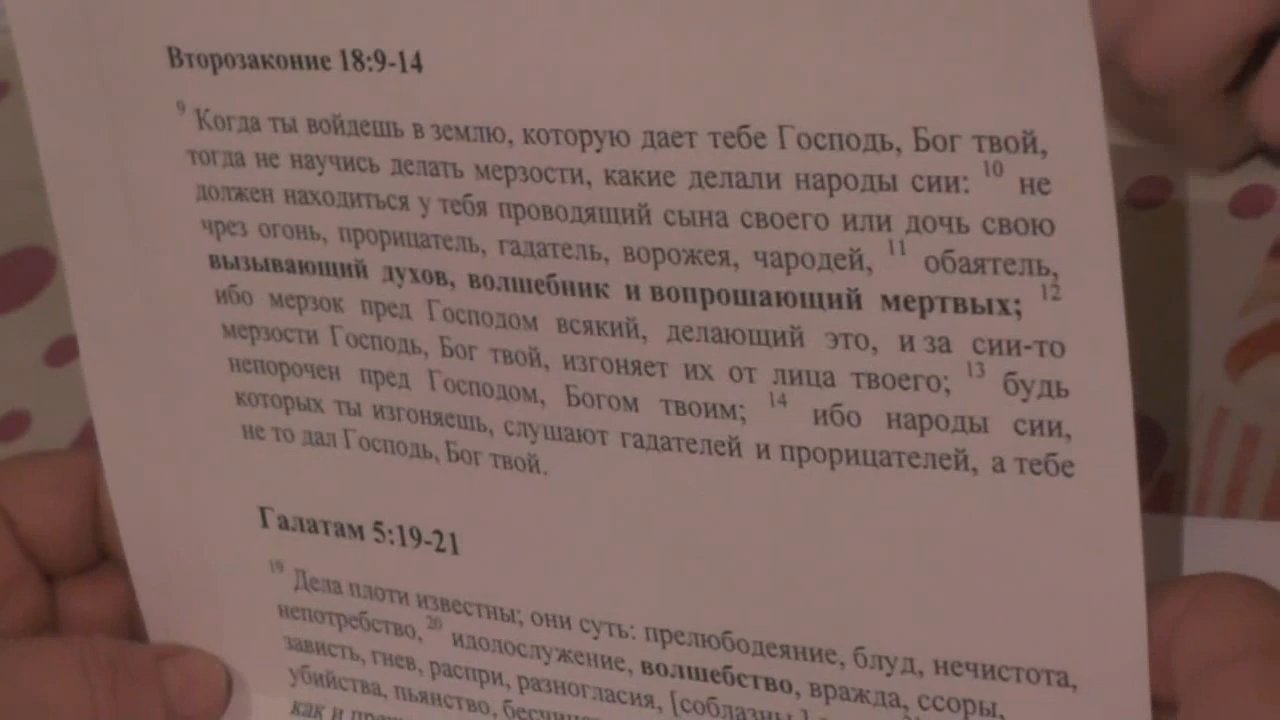 Второзаконие 18:9-14
9 Когда ты войдешь в землю, которую дает тебе Господь, Бог твой,
тогда не научись делать мерзости, какие делали народы сии: 10 не
должен находиться у тебя проводящий сына своего или дочь свою
чрез огонь, прорицатель, гадатель, ворожея, чародей, 11 обаятель,
вызывающий духов, волшебник и вопрошающий мертвых; 12
ибо мерзок пред Господом всякий, делающий это, и за сии-то
мерзости Господь, Бог твой, изгоняет их от лица твоего; 13 будь
непорочен пред Господом, Богом твоим; 14 ибо народы сии,
которых ты изгоняешь, слушают гадателей и прорицателей, а тебе
не то дал Господь, Бог твой.
Галатам 5:19-21
19 Дела плоти известны; они суть: прелюбодеяние, блуд, нечистота,
непотребство, 20 идолослужение, волшебство, вражда, ссоры,
зависть, гнев, распри, разногласия, [соблазны,]
убийства, пьянство,
как и